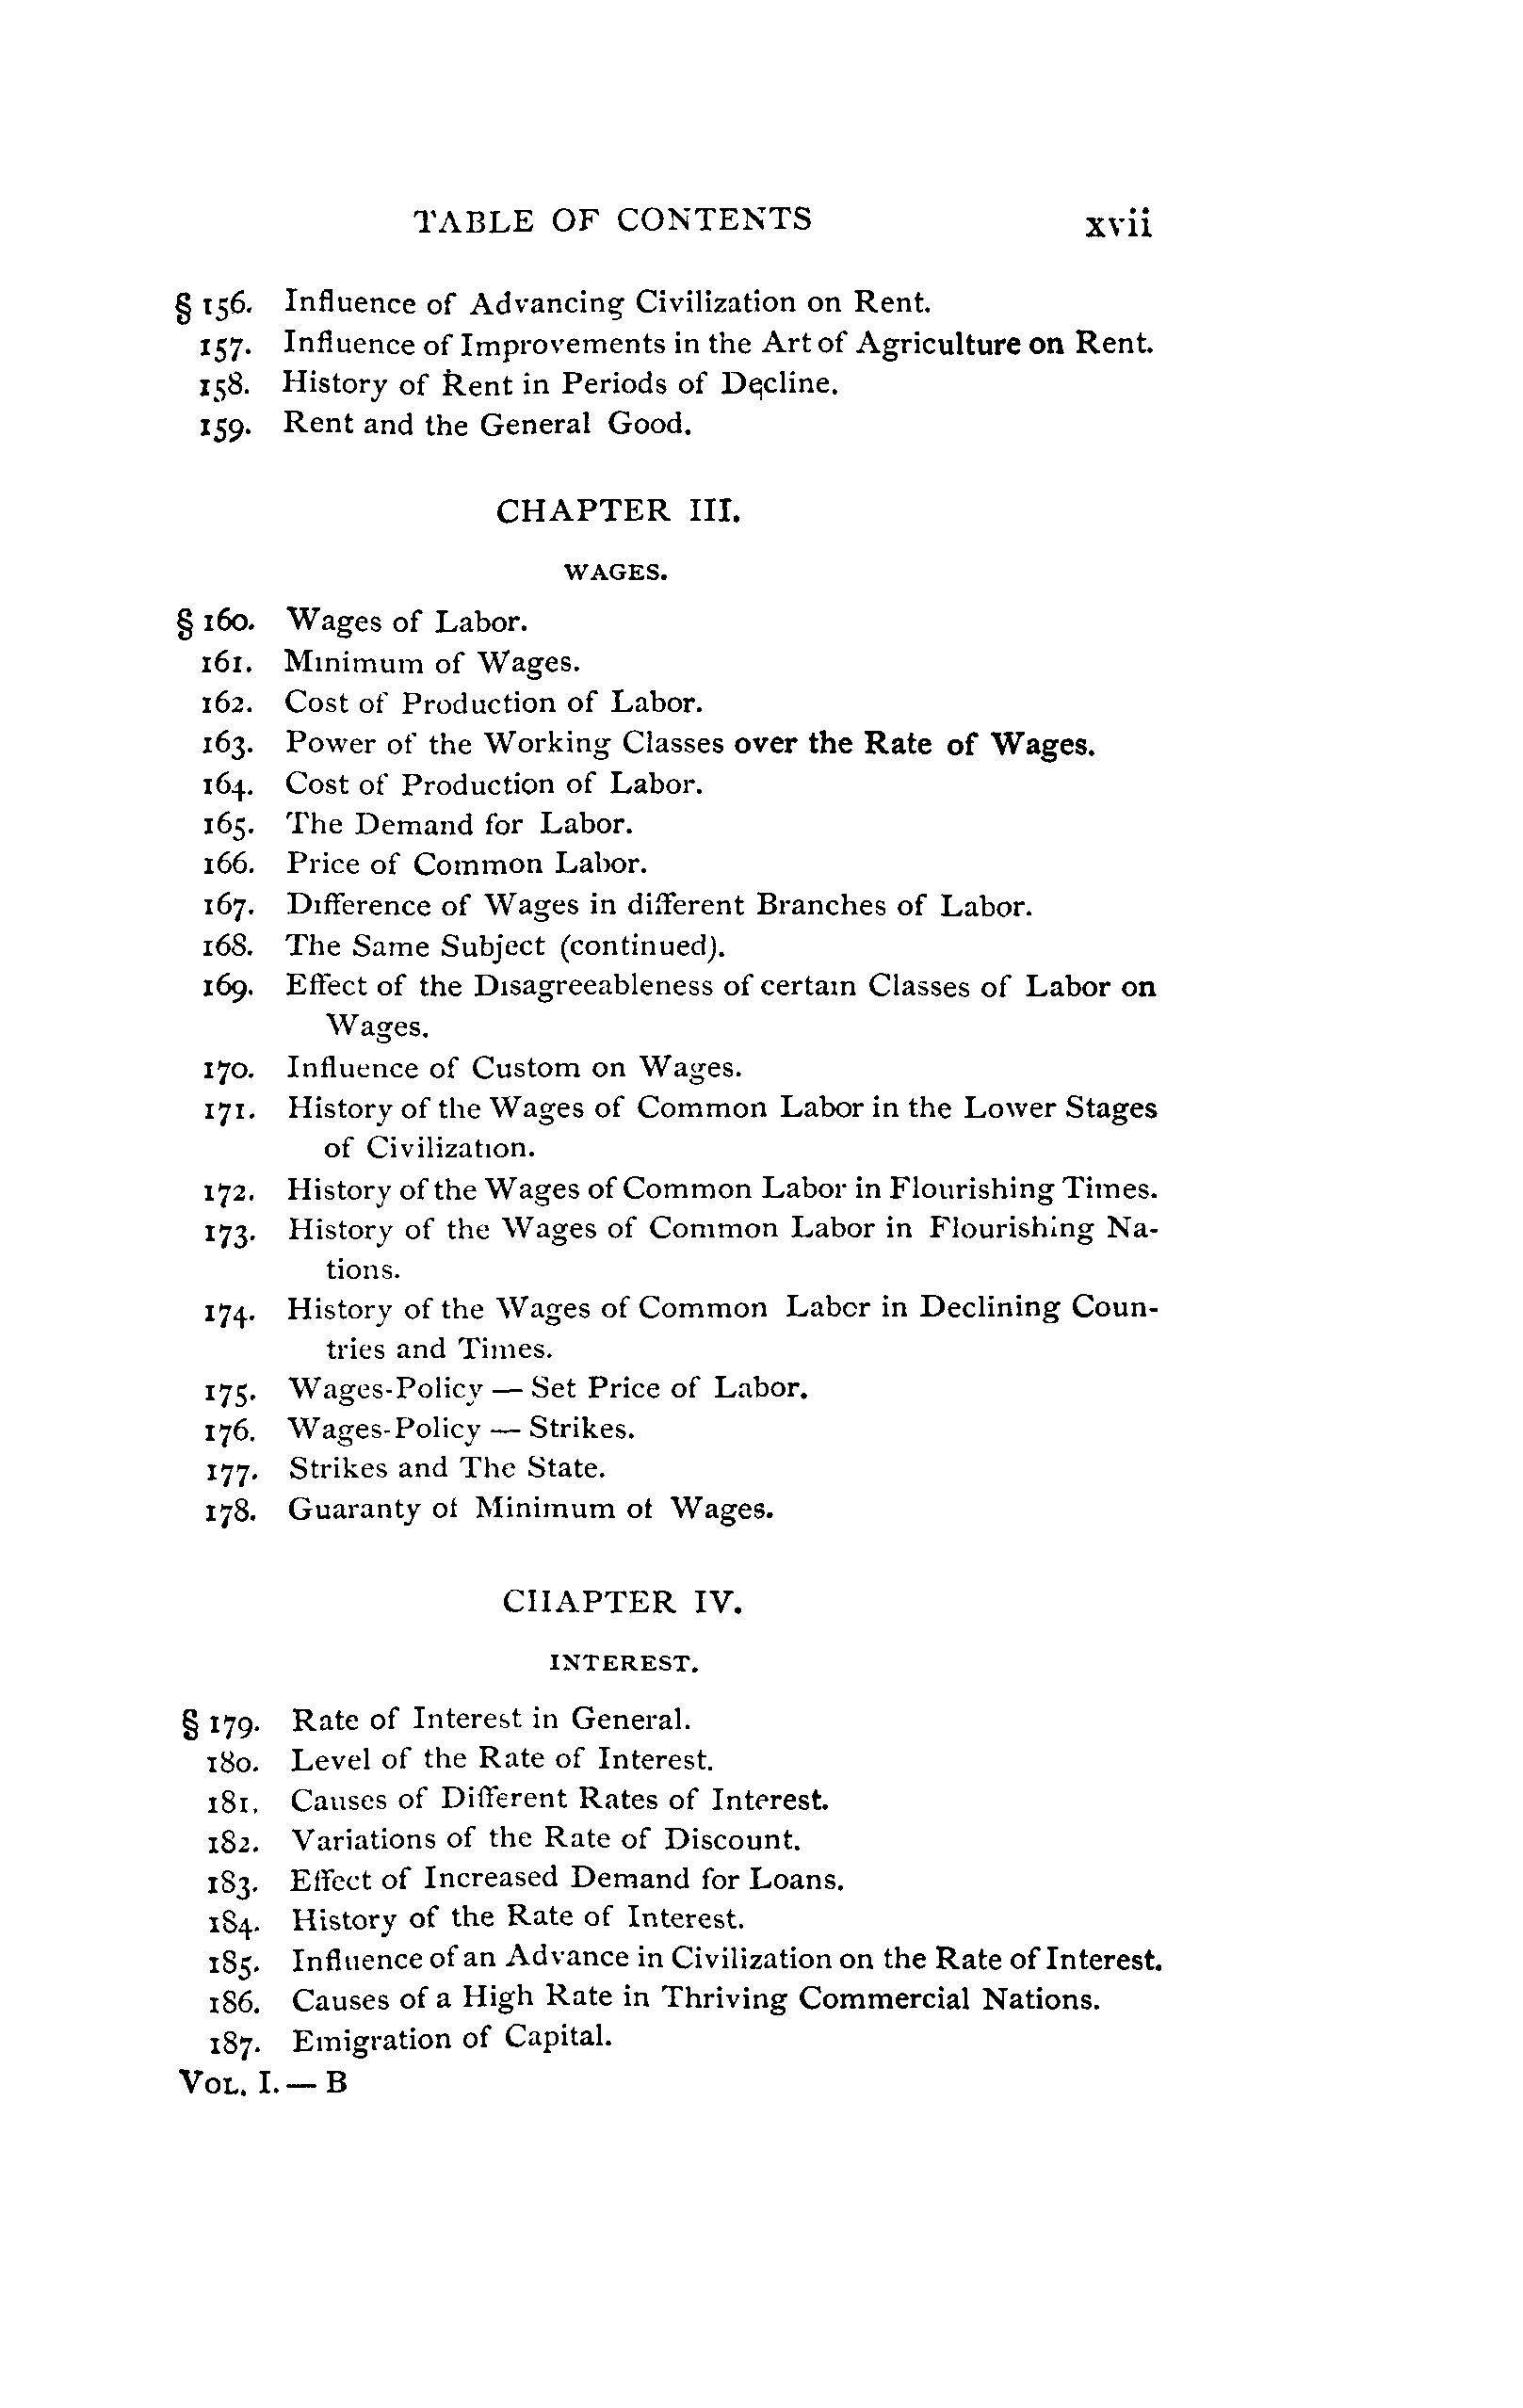 TABLE OF CONTENTS xvii
§ 156. Influence of Advancing Civilization on Rent.
157. Influence of Improvements in the Art of Agriculture on Rent.
158. History of Rent in Periods of Decline.
159. Rent and the General Good.
CHAPTER III.
WAGES.
§ 160. Wages of Labor.
161. Minimum of Wages.
162. Cost of Production of Labor.
163. Power of the Working Classes over the Rate of Wages.
164. Cost of Production of Labor.
165. The Demand for Labor.
166. Price of Common Labor.
167. Difference of Wages in different Branches of Labor.
168. The Same Subject (continued).
169. Effect of the Disagreeableness of certain Classes of Labor on
Wages.
170. Influence of Custom on Wages.
171. History of the Wages of Common Labor in the Lower Stages
of Civilization.
172. History of the Wages of Common Labor in Flourishing Times.
173. History of the Wages of Common Labor in Flourishing Na-
tions.
174. History of the Wages of Common Labor in Declining Coun-
tries and Times.
175. Wages-Policy — Set Price of Labor.
176. Wages-Policy — Strikes.
177. Strikes and The State.
178. Guaranty of Minimum of Wages.
CHAPTER IV.
INTEREST.
§ 179. Rate of Interest in General.
180. Level of the Rate of Interest.
181. Causes of Different Rates of Interest.
182. Variations of the Rate of Discount.
183. Effect of Increased Demand for Loans.
184. History of the Rate of Interest.
185. Influence of an Advance in Civilization on the Rate of Interest.
186. Causes of a High Rate in Thriving Commercial Nations.
187. Emigration of Capital.
VOL. I. — B